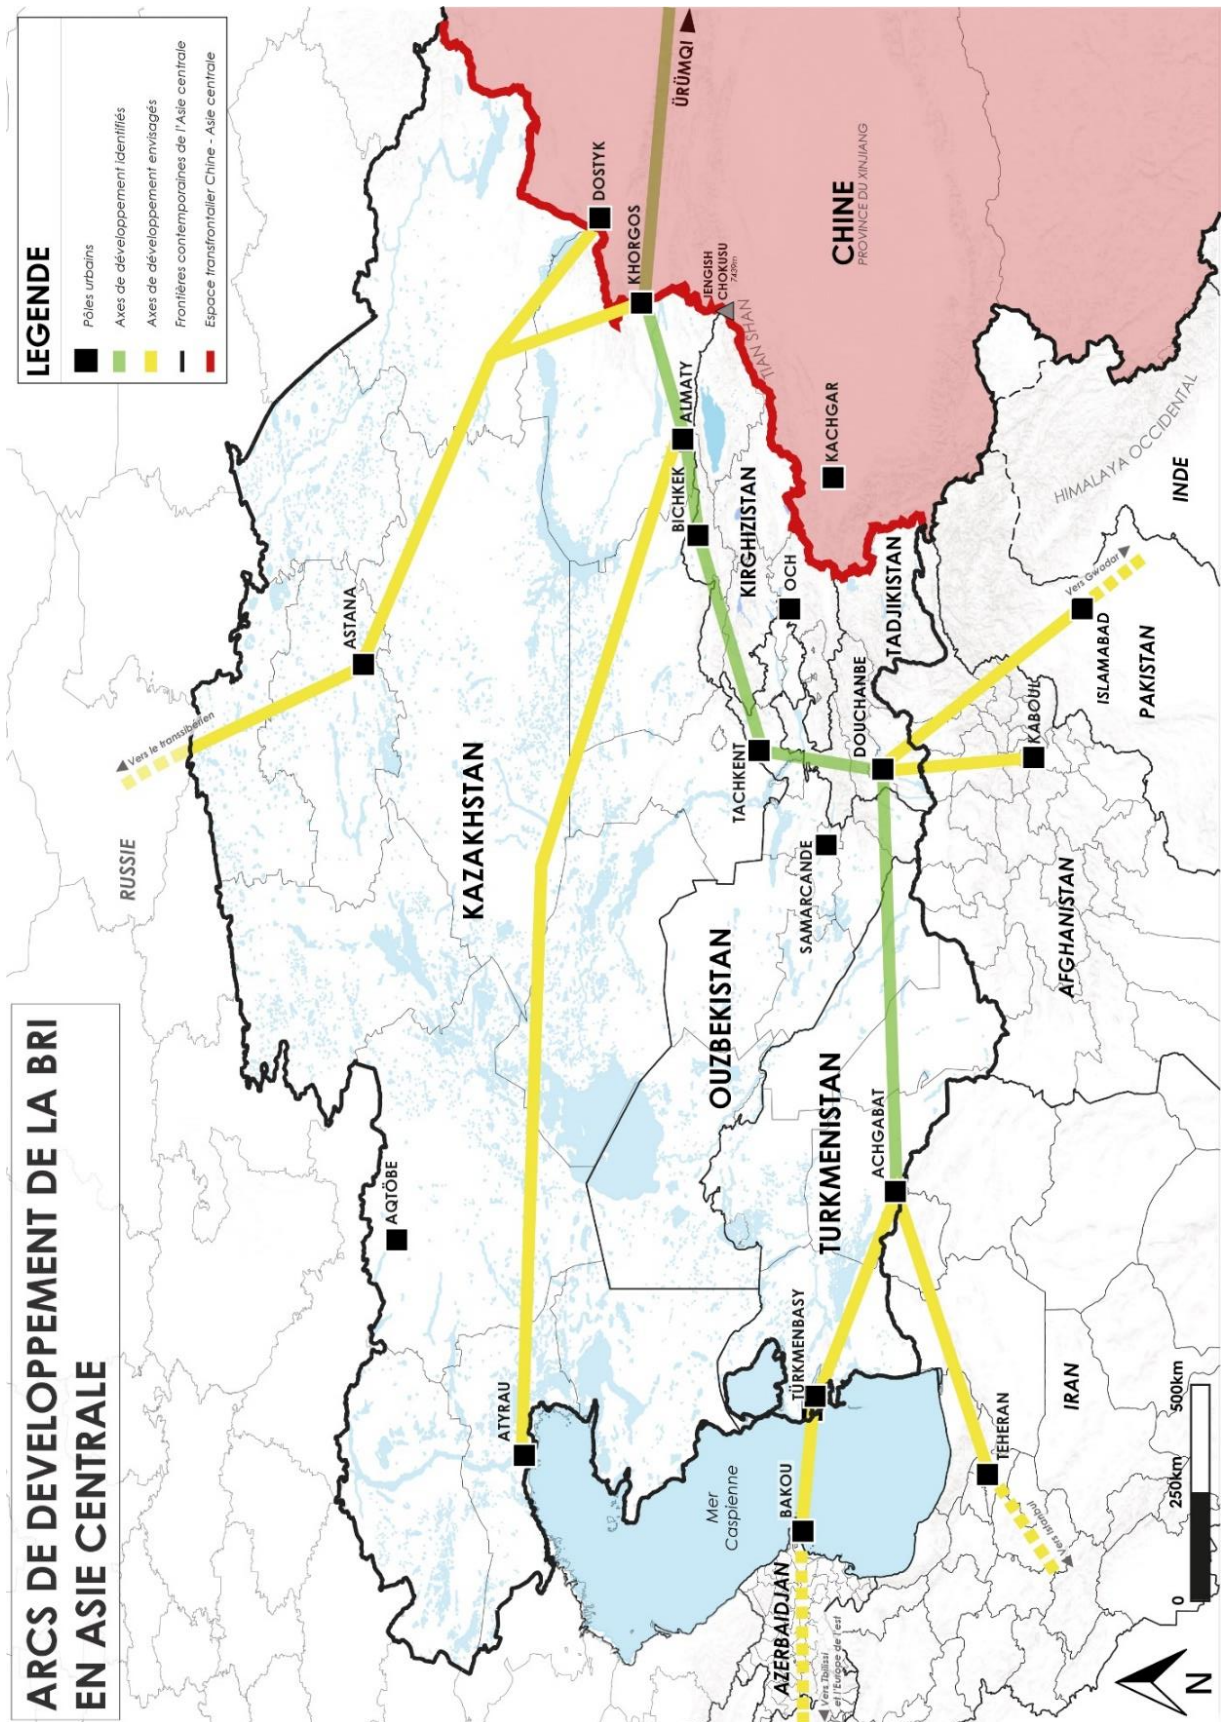 ARCS DE DEVELOPPEMENT DE LA BRI
EN ASIE CENTRALE
LEGENDE
Pôles urbains
Axes de développement identifiés
Axes de développement envisagés
Frontières contemporaines de l'Asie centrale
Espace transfrontalier Chine - Asie centrale
RUSSIE
Vers le transsibérien
ASTANA
AQTÖBE
KAZAKHSTAN
ATYRAU
DOSTYK
KHORGOS
ÜRÜMQI
ALMATY
BICHKEK
JENGISH
CHOKUSU
7439m
TIAN SHAN
KIRGHIZISTAN
OCH
KACHGAR
CHINE
PROVINCE DU XINJIANG
TACHKENT
OUZBEKISTAN
SAMARCANDE
DOUCHANBE
TADJIKISTAN
TURKMENISTAN
ACHGABAT
TÜRKMENBASY
Mer
Caspienne
BAKOU
AZERBAIDJAN
Vers Tbilissi
et l'Europe de l'est
TEHERAN
Vers Istanbul
IRAN
AFGHANISTAN
KABOUL
ISLAMABAD
Vers Gwadar
PAKISTAN
HIMALAYA OCCIDENTAL
INDE
N
0
250km
500km